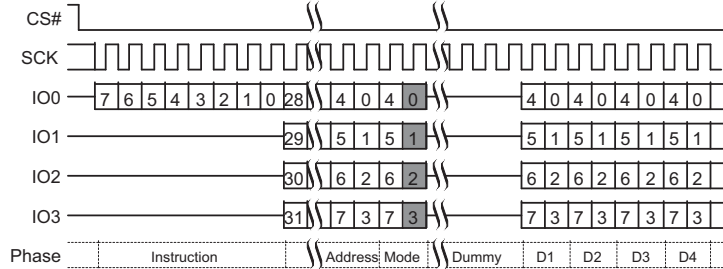 CS#
SCK
IO0 7 6 5 4 3 2 1 0 28 4 0 4 0 4 0 4 0 4 0 4 0
IO1 29 5 1 5 1 5 1 5 1 5 1 5 1
IO2 30 6 2 6 2 6 2 6 2 6 2 6 2
IO3 31 7 3 7 3 7 3 7 3 7 3 7 3
Phase Instruction Address Mode Dummy D1 D2 D3 D4